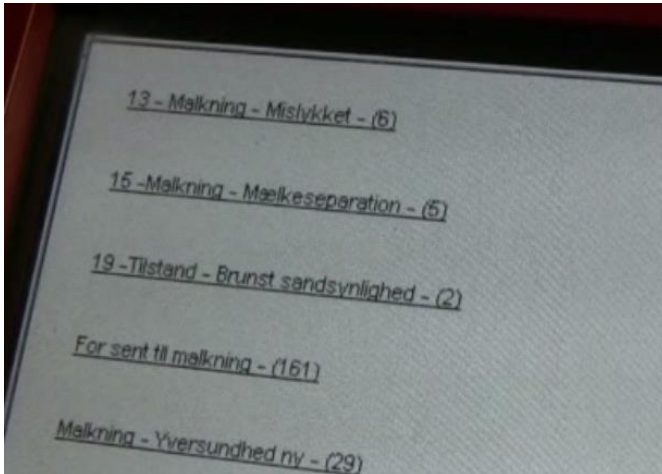 13 - Malkning - Mislykket - (6)
15 -Malkning - Mælkeseparation - (5)
19 -Tilstand - Brunst sandsynlighed - (2)
For sent til malkning - (161)
Malkning - Yversundhed ny - (29)